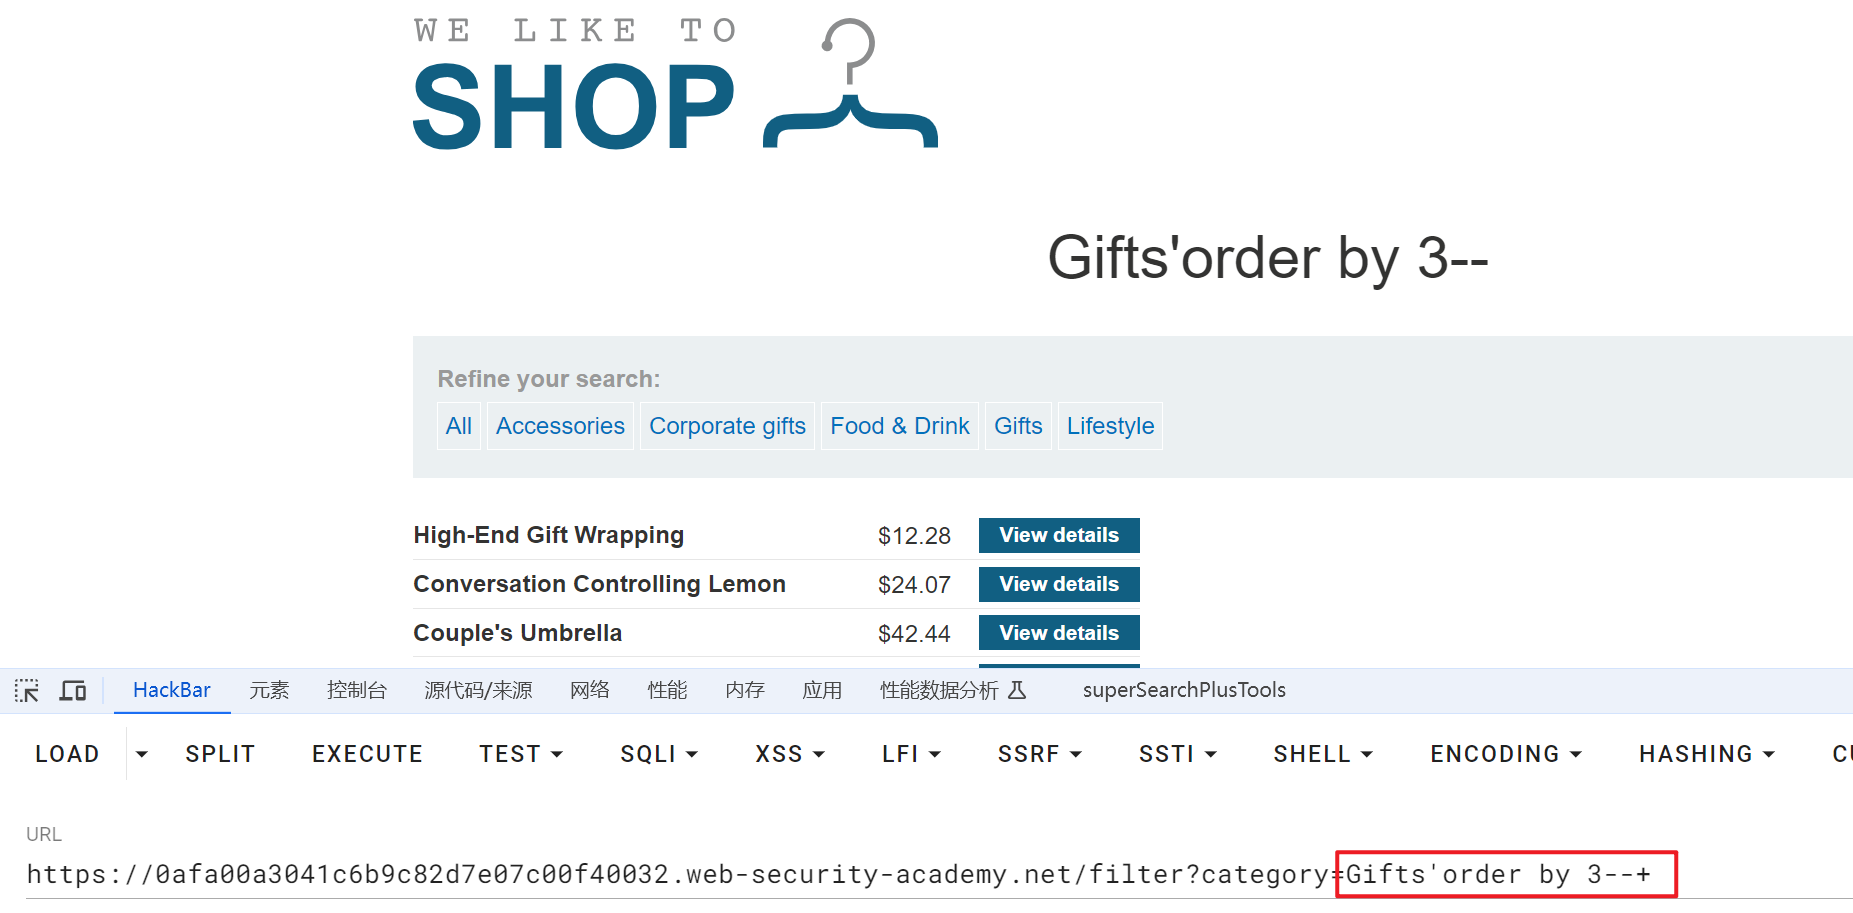 WE LIKE TO
SHOP
Gifts'order by 3--
Refine your search:
All Accessories Corporate gifts Food & Drink Gifts Lifestyle
High-End Gift Wrapping $12.28 View details
Conversation Controlling Lemon $24.07 View details
Couple's Umbrella $42.44 View details
HackBar 元素 控制台 源代码/来源 网络 性能 内存 应用 性能数据分析 superSearchPlusTools
LOAD SPLIT EXECUTE TEST SQLI XSS LFI SSRF SSTI SHELL ENCODING HASHING
URL
https://0afa00a3041c6b9c82d7e07c00f40032.web-security-academy.net/filter?category=Gifts'order by 3--+